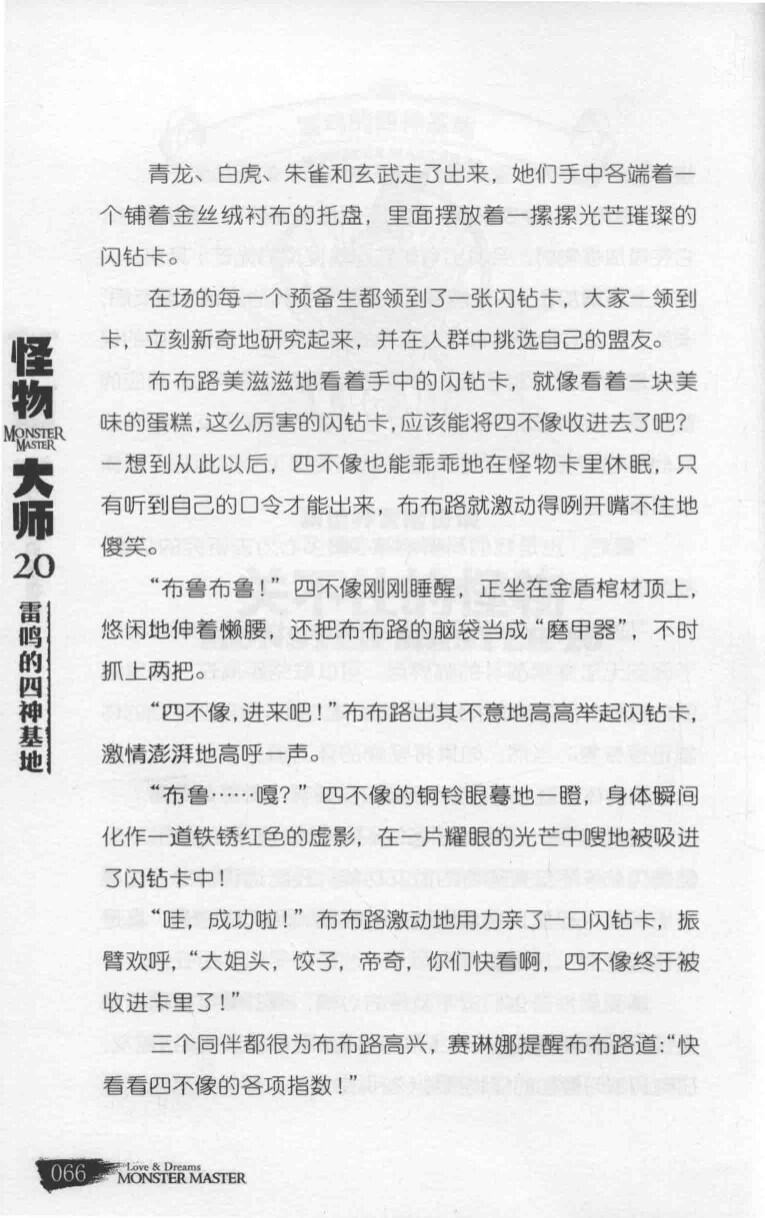 青龙、白虎、朱雀和玄武走了出来，她们手中各端着一
个铺着金丝绒衬布的托盘，里面摆放着一摞摞光芒璀璨的
闪钻卡。
在场的每一个预备生都领到了一张闪钻卡，大家一领到
卡，立刻新奇地研究起来，并在人群中挑选自己的盟友。
布布路美滋滋地看着手中的闪钻卡，就像看着一块美
味的蛋糕，这么厉害的闪钻卡，应该能将四不像收进去了吧？
一想到从此以后，四不像也能乖乖地在怪物卡里休眠，只
有听到自己的口令才能出来，布布路就激动得咧开嘴不住地
傻笑。
“布鲁布鲁！”四不像刚刚睡醒，正坐在金盾棺材顶上，
悠闲地伸着懒腰，还把布布路的脑袋当成“磨甲器”，不时
抓上两把。
“四不像，进来吧！”布布路出其不意地高高举起闪钻卡，
激情澎湃地高呼一声。
“布鲁……嘎？”四不像的铜铃眼蓦地一瞪，身体瞬间
化作一道铁锈红色的虚影，在一片耀眼的光芒中嗖地被吸进
了闪钻卡中！
“哇，成功啦！”布布路激动地用力亲了一口闪钻卡，振
臂欢呼，“大姐头，饺子，帝奇，你们快看啊，四不像终于被
收进卡里了！”
三个同伴都很为布布路高兴，赛琳娜提醒布布路道：“快
看看四不像的各项指数！”
怪物
MONSTER
MASTER
大师
20
雷鸣的四神基地
066
Love & Dreams
MONSTER MASTER